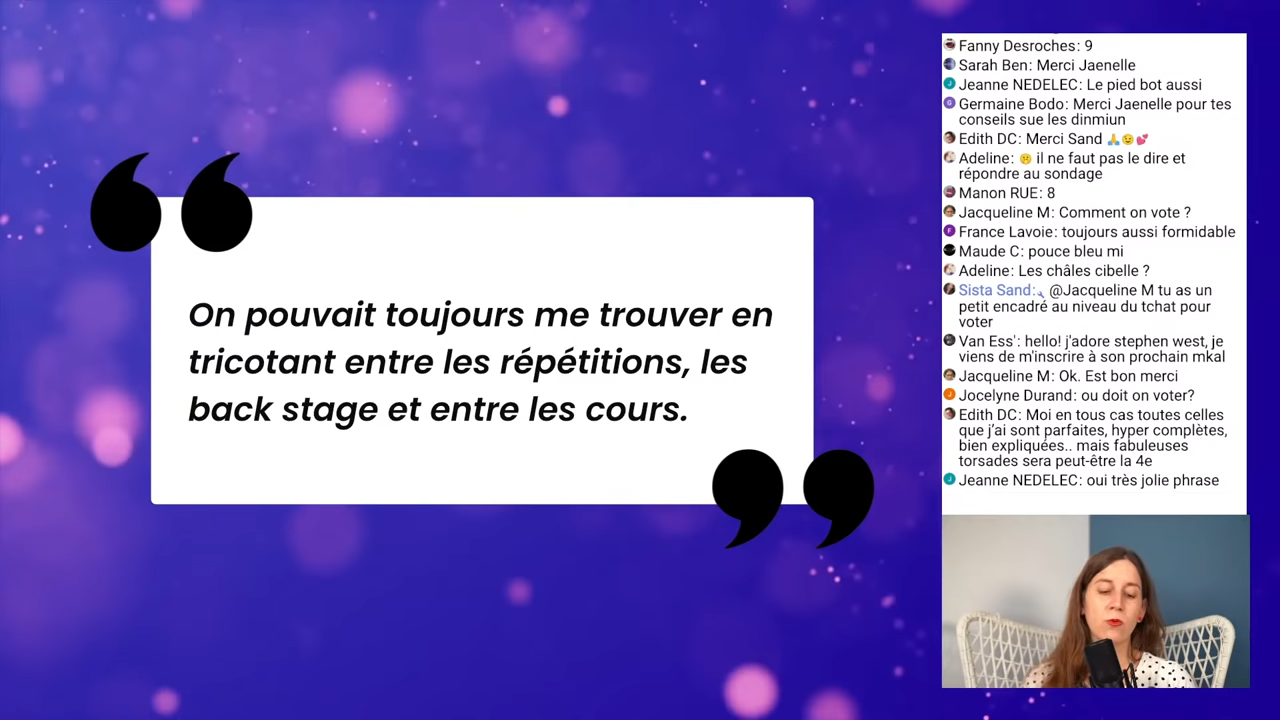 On pouvait toujours me trouver en
tricotant entre les répétitions, les
back stage et entre les cours.
Fanny Desroches: 9
Sarah Ben: Merci Jaenelle
Jeanne NEDELEC: Le pied bot aussi
Germaine Bodo: Merci Jaenelle pour tes
conseils sue les dinmiun
Edith DC: Merci Sand 🙏😉💕
Adeline: 🤫 il ne faut pas le dire et
répondre au sondage
Manon RUE: 8
Jacqueline M: Comment on vote ?
France Lavoie: toujours aussi formidable
Maude C: pouce bleu mi
Adeline: Les châles cibelle ?
Sista Sand: @Jacqueline M tu as un
petit encadré au niveau du tchat pour
voter
Van Ess': hello! j'adore stephen west, je
viens de m'inscrire à son prochain mkal
Jacqueline M: Ok. Est bon merci
Jocelyne Durand: ou doit on voter?
Edith DC: Moi en tous cas toutes celles
que j'ai sont parfaites, hyper complètes,
bien expliquées.. mais fabuleuses
torsades sera peut-être la 4e
Jeanne NEDELEC: oui très jolie phrase